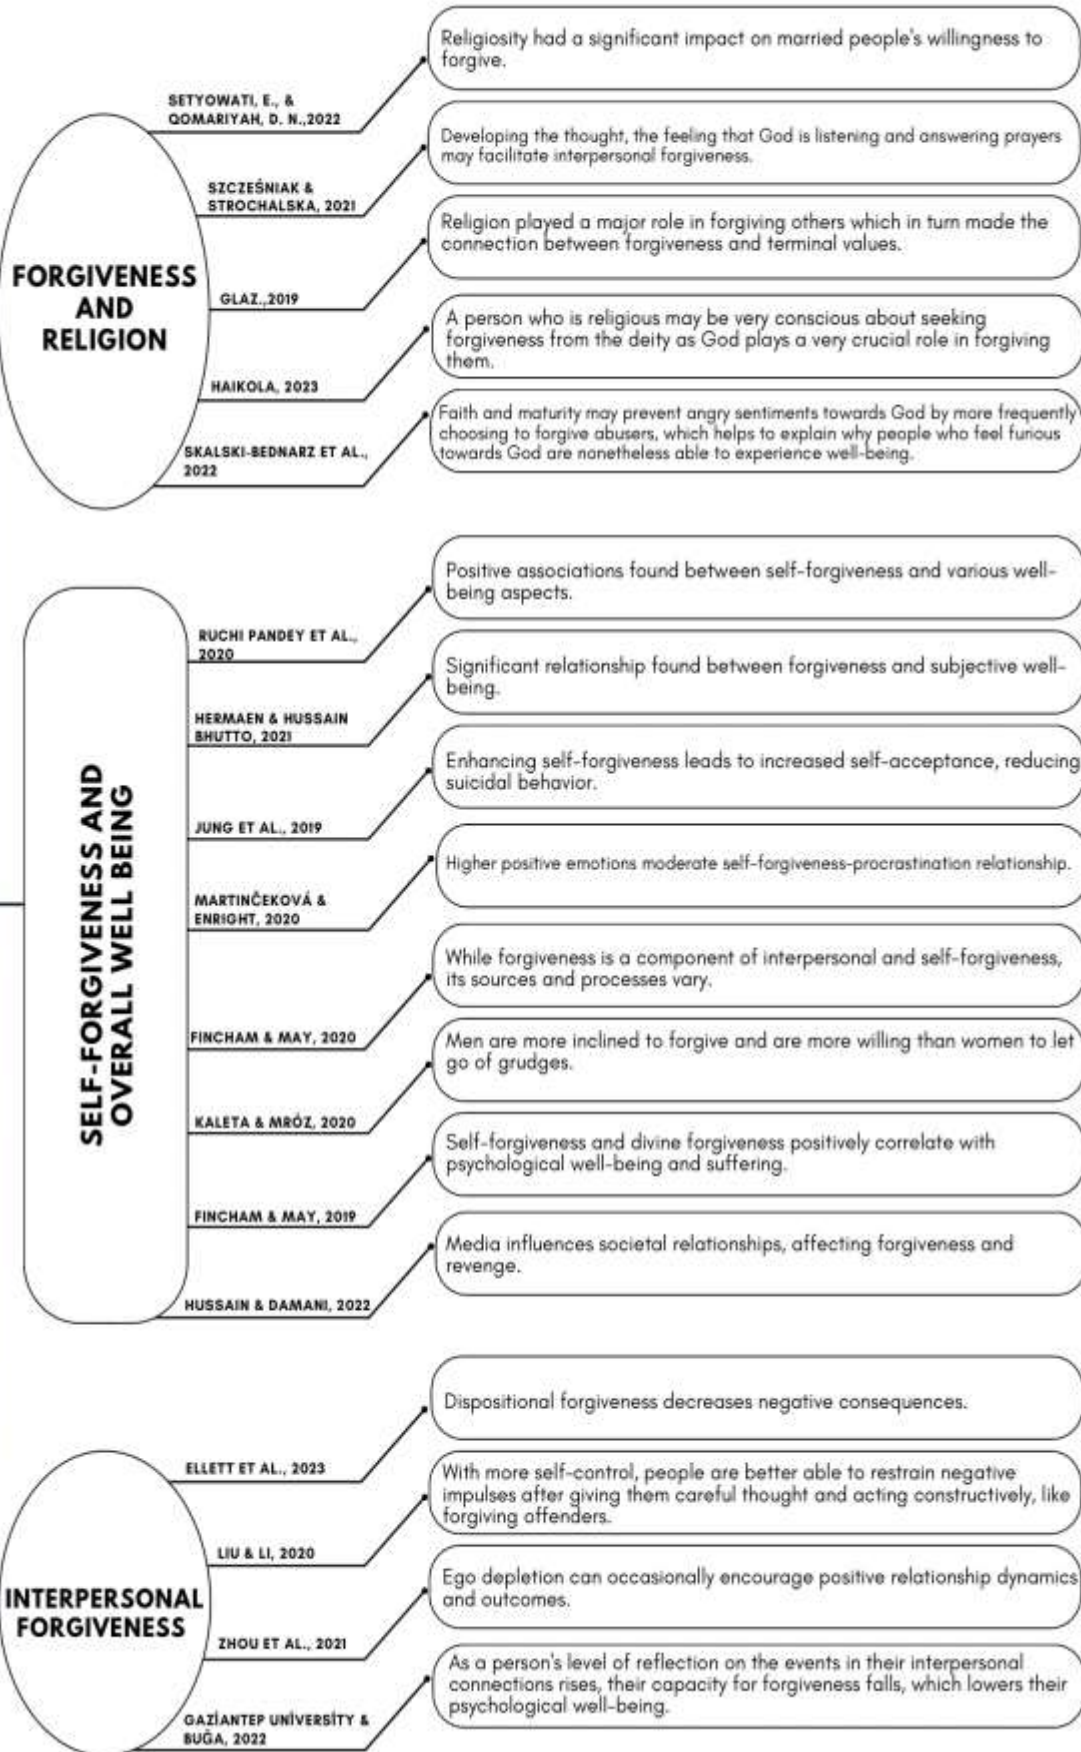 FORGIVENESS
AND
RELIGION
SETYOWATI, E., &
QOMARIYAH, D. N.,2022
Religiosity had a significant impact on married people's willingness to
forgive.
SZCZEŚNIAK &
STROCHALSKA, 2021
Developing the thought, the feeling that God is listening and answering prayers
may facilitate interpersonal forgiveness.
GLAZ.,2019
Religion played a major role in forgiving others which in turn made the
connection between forgiveness and terminal values.
HAIKOLA, 2023
A person who is religious may be very conscious about seeking
forgiveness from the deity as God plays a very crucial role in forgiving
them.
SKALSKI-BEDNARZ ET AL.,
2022
Faith and maturity may prevent angry sentiments towards God by more frequently
choosing to forgive abusers, which helps to explain why people who feel furious
towards God are nonetheless able to experience well-being.
SELF-FORGIVENESS AND
OVERALL WELL BEING
RUCHI PANDEY ET AL.,
2020
Positive associations found between self-forgiveness and various well-
being aspects.
HERMAEN & HUSSAIN
BHUTTO, 2021
Significant relationship found between forgiveness and subjective well-
being.
JUNG ET AL., 2019
Enhancing self-forgiveness leads to increased self-acceptance, reducing
suicidal behavior.
MARTINČEKOVÁ &
ENRIGHT, 2020
Higher positive emotions moderate self-forgiveness-procrastination relationship.
FINCHAM & MAY, 2020
While forgiveness is a component of interpersonal and self-forgiveness,
its sources and processes vary.
KALETA & MRÓZ, 2020
Men are more inclined to forgive and are more willing than women to let
go of grudges.
FINCHAM & MAY, 2019
Self-forgiveness and divine forgiveness positively correlate with
psychological well-being and suffering.
HUSSAIN & DAMANI, 2022
Media influences societal relationships, affecting forgiveness and
revenge.
INTERPERSONAL
FORGIVENESS
ELLETT ET AL., 2023
Dispositional forgiveness decreases negative consequences.
LIU & LI, 2020
With more self-control, people are better able to restrain negative
impulses after giving them careful thought and acting constructively, like
forgiving offenders.
ZHOU ET AL., 2021
Ego depletion can occasionally encourage positive relationship dynamics
and outcomes.
GAZİANTEP UNİVERSİTY &
BUĞA, 2022
As a person's level of reflection on the events in their interpersonal
connections rises, their capacity for forgiveness falls, which lowers their
psychological well-being.